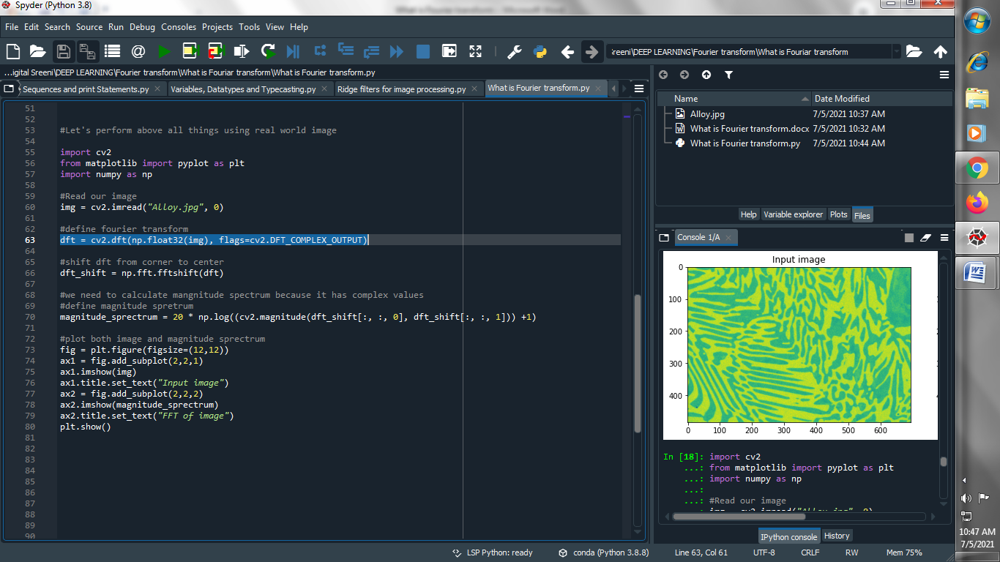 Spyder (Python 3.8)
File Edit Search Source Run Debug Consoles Projects Tools View Help
Sreeni\DEEP LEARNING\Fourier transform\What is Fouriar transform
...igital Sreeni\DEEP LEARNING\Fourier transform\What is Fouriar transform\What is Fourier transform.py
Sequences and print Statements.py
Variables, Datatypes and Typecasting.py
Ridge filters for image processing.py
What is Fourier transform.py
51
52
53 #Let's perform above all things using real world image
54
55 import cv2
56 from matplotlib import pyplot as plt
57 import numpy as np
58
59 #Read our image
60 img = cv2.imread("Alloy.jpg", 0)
61
62 #define fourier transform
63 dft = cv2.dft(np.float32(img), flags=cv2.DFT_COMPLEX_OUTPUT)
64
65 #shift dft from corner to center
66 dft_shift = np.fft.fftshift(dft)
67
68 #we need to calculate mangnitude spectrum because it has complex values
69 #define magnitude spretrum
70 magnitude_sprectrum = 20 * np.log((cv2.magnitude(dft_shift[:, :, 0], dft_shift[:, :, 1])) +1)
71
72 #plot both image and magnitude sprectrum
73 fig = plt.figure(figsize=(12,12))
74 ax1 = fig.add_subplot(2,2,1)
75 ax1.imshow(img)
76 ax1.title.set_text("Input image")
77 ax2 = fig.add_subplot(2,2,2)
78 ax2.imshow(magnitude_sprectrum)
79 ax2.title.set_text("FFT of image")
80 plt.show()
81
82
83
84
85
86
87
88
89
90
Name Date Modified
Alloy.jpg 7/5/2021 10:37 AM
What is Fourier transform.docx 7/5/2021 10:32 AM
What is Fourier transform.py 7/5/2021 10:44 AM
Help Variable explorer Plots Files
Console 1/A
Input image
0
100
200
300
400
0 100 200 300 400 500 600
In [18]: import cv2
...: from matplotlib import pyplot as plt
...: import numpy as np
...:
...: #Read our image
...: img = cv2.imread("Alloy.jpg", 0)
IPython console History
LSP Python: ready conda (Python 3.8.8) Line 63, Col 61 UTF-8 CRLF RW Mem 75%
10:47 AM
7/5/2021